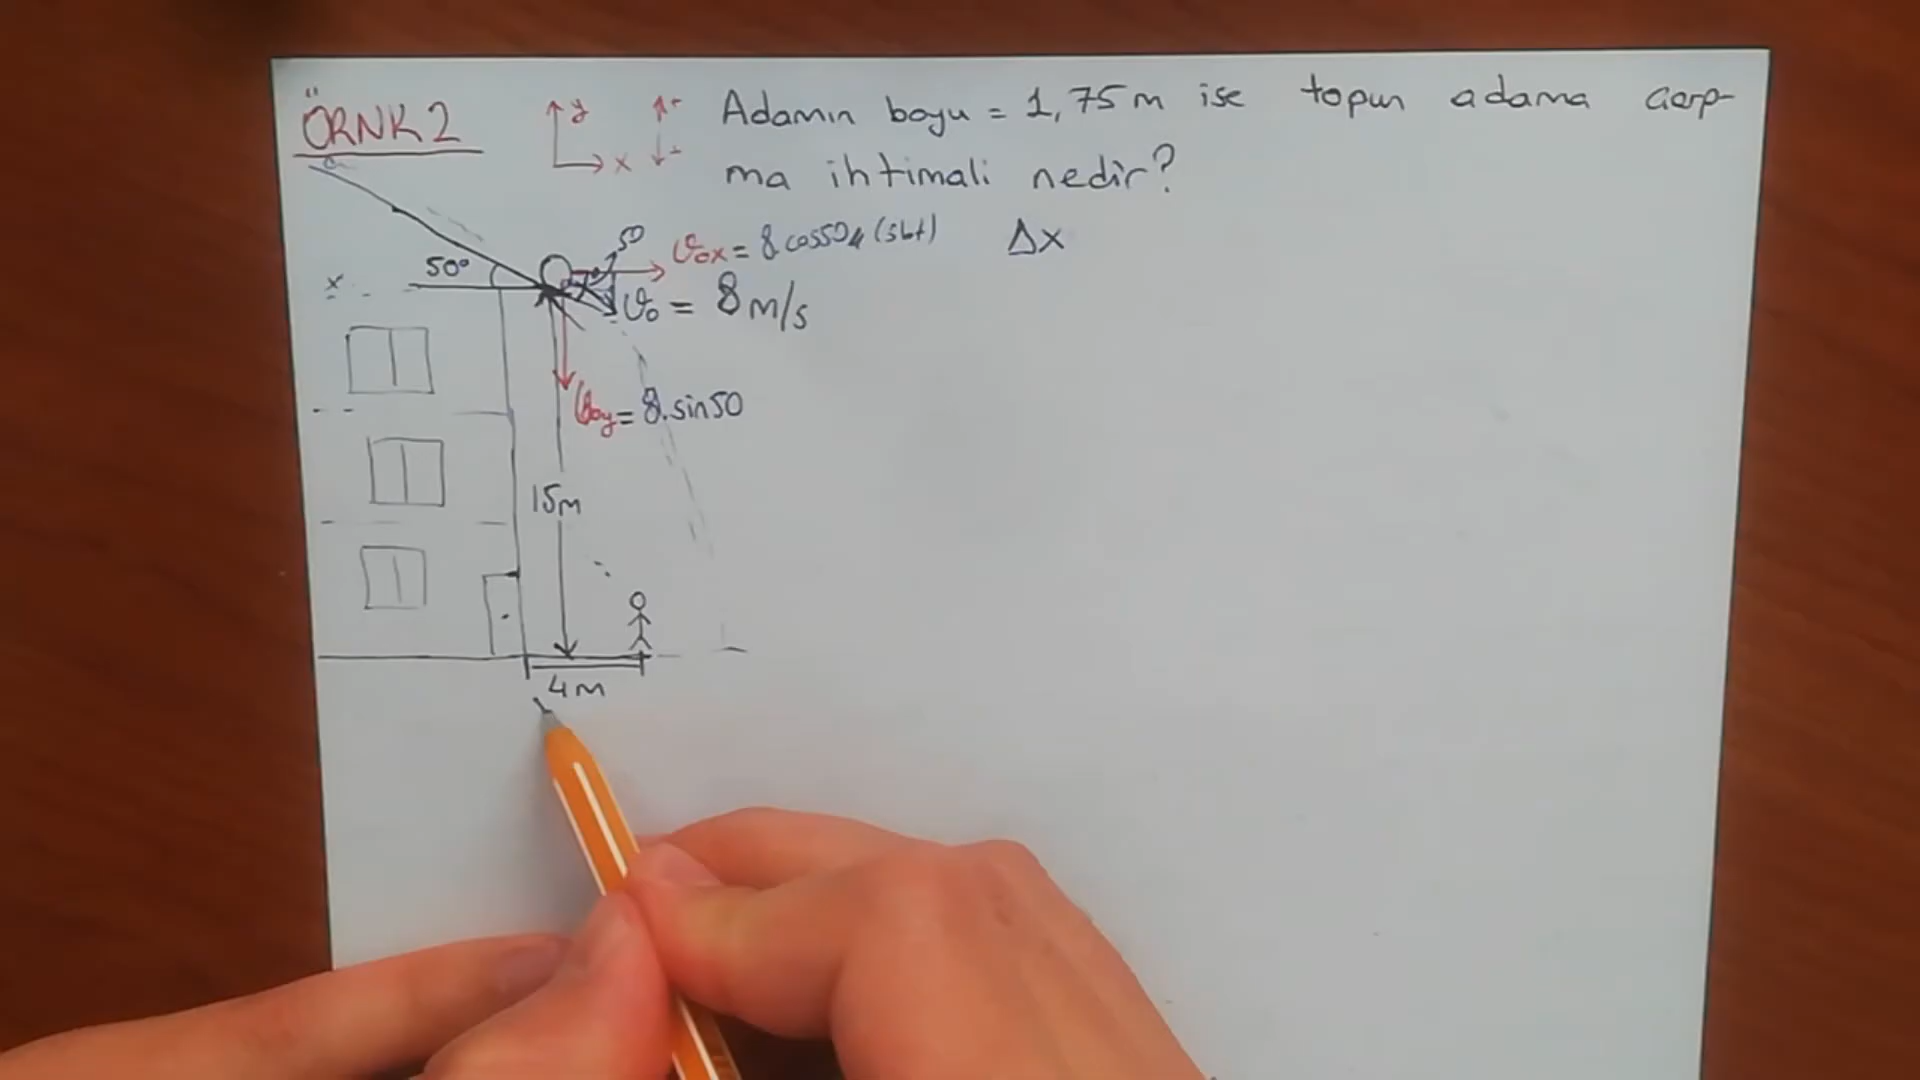 ÖRNK 2
y
x
+
Adamın boyu = 1,75 m ise topun adama çarp-
ma ihtimali nedir?
50
v₀ₓ = 8.cos50 (sbt) Δx
50°
x
v₀ = 8 m/s
v₀y = 8.sin50
15m
4m